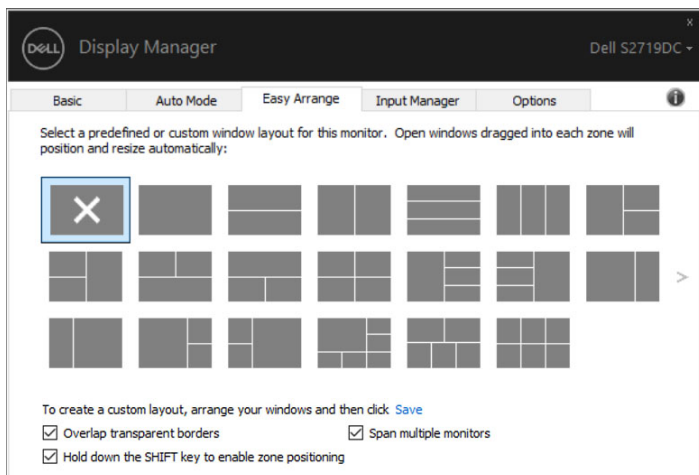 x
DELL Display Manager Dell S2719DC
Basic Auto Mode Easy Arrange Input Manager Options i
Select a predefined or custom window layout for this monitor. Open windows dragged into each zone will
position and resize automatically:
>
To create a custom layout, arrange your windows and then click Save
Overlap transparent borders Span multiple monitors
Hold down the SHIFT key to enable zone positioning